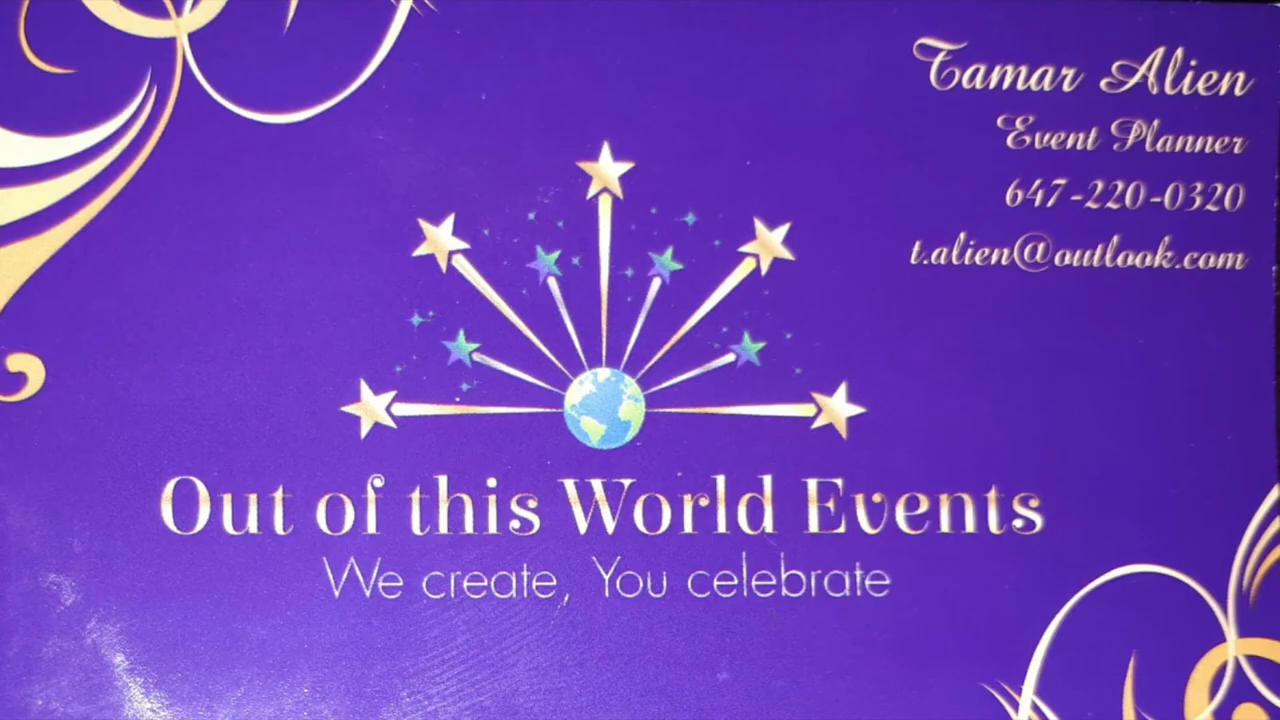 Tamar Alien
Event Planner
647-220-0320
t.alien@outlook.com
Out of this World Events
We create, You celebrate